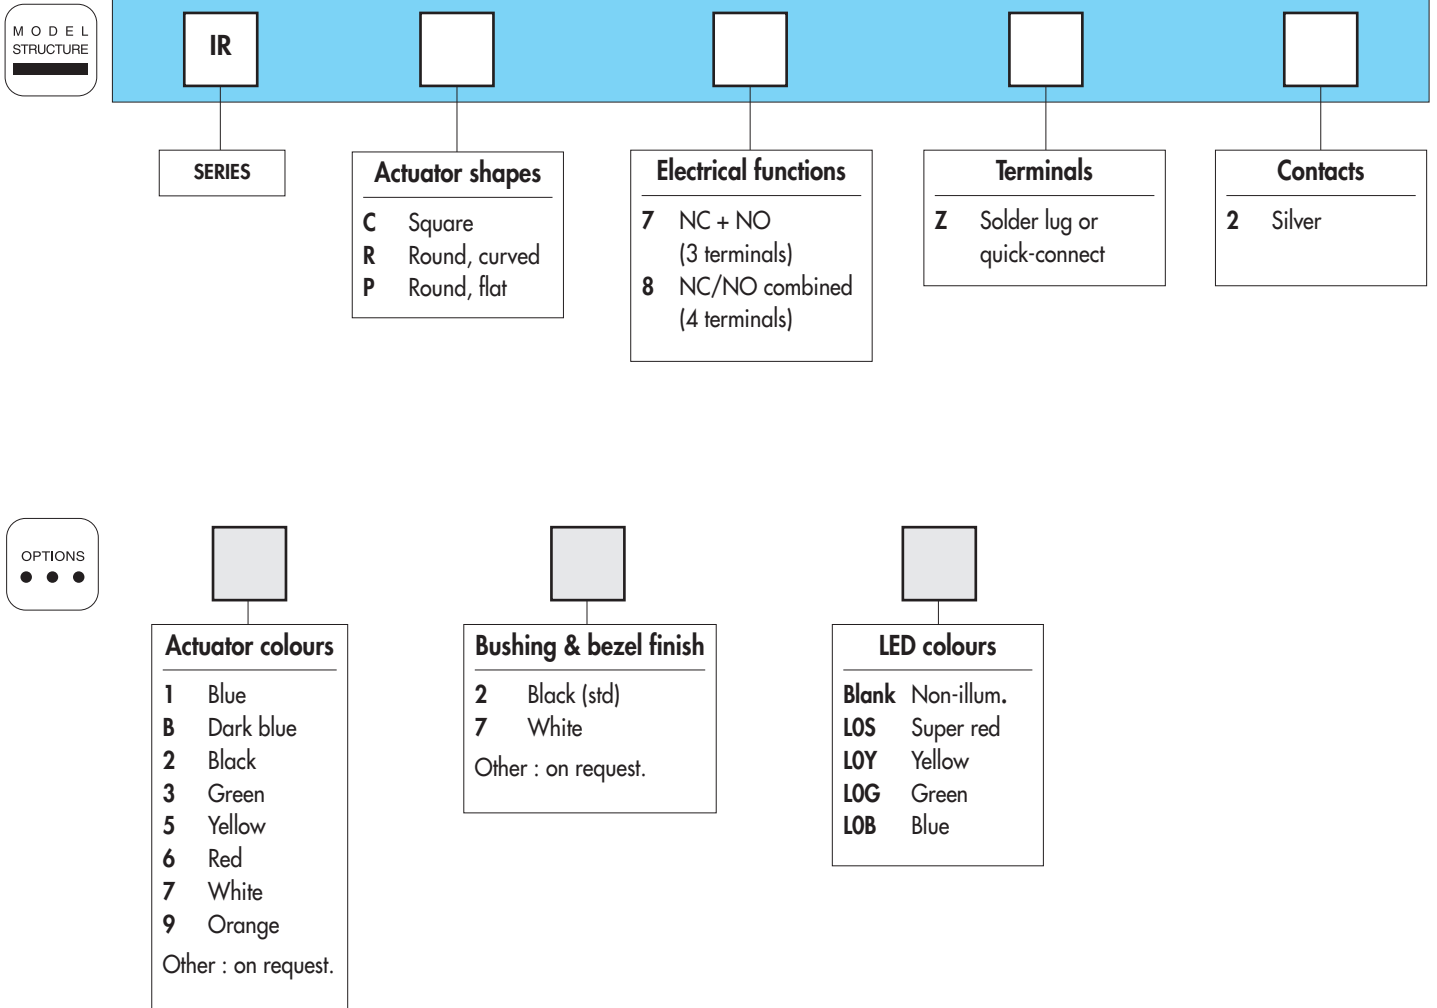 MODEL
STRUCTURE
IR
SERIES
Actuator shapes
C Square
R Round, curved
P Round, flat
Electrical functions
7 NC + NO
(3 terminals)
8 NC/NO combined
(4 terminals)
Terminals
Z Solder lug or
quick-connect
Contacts
2 Silver
OPTIONS
Actuator colours
1 Blue
B Dark blue
2 Black
3 Green
5 Yellow
6 Red
7 White
9 Orange
Other : on request.
Bushing & bezel finish
2 Black (std)
7 White
Other : on request.
LED colours
Blank Non-illum.
L0S Super red
L0Y Yellow
L0G Green
L0B Blue